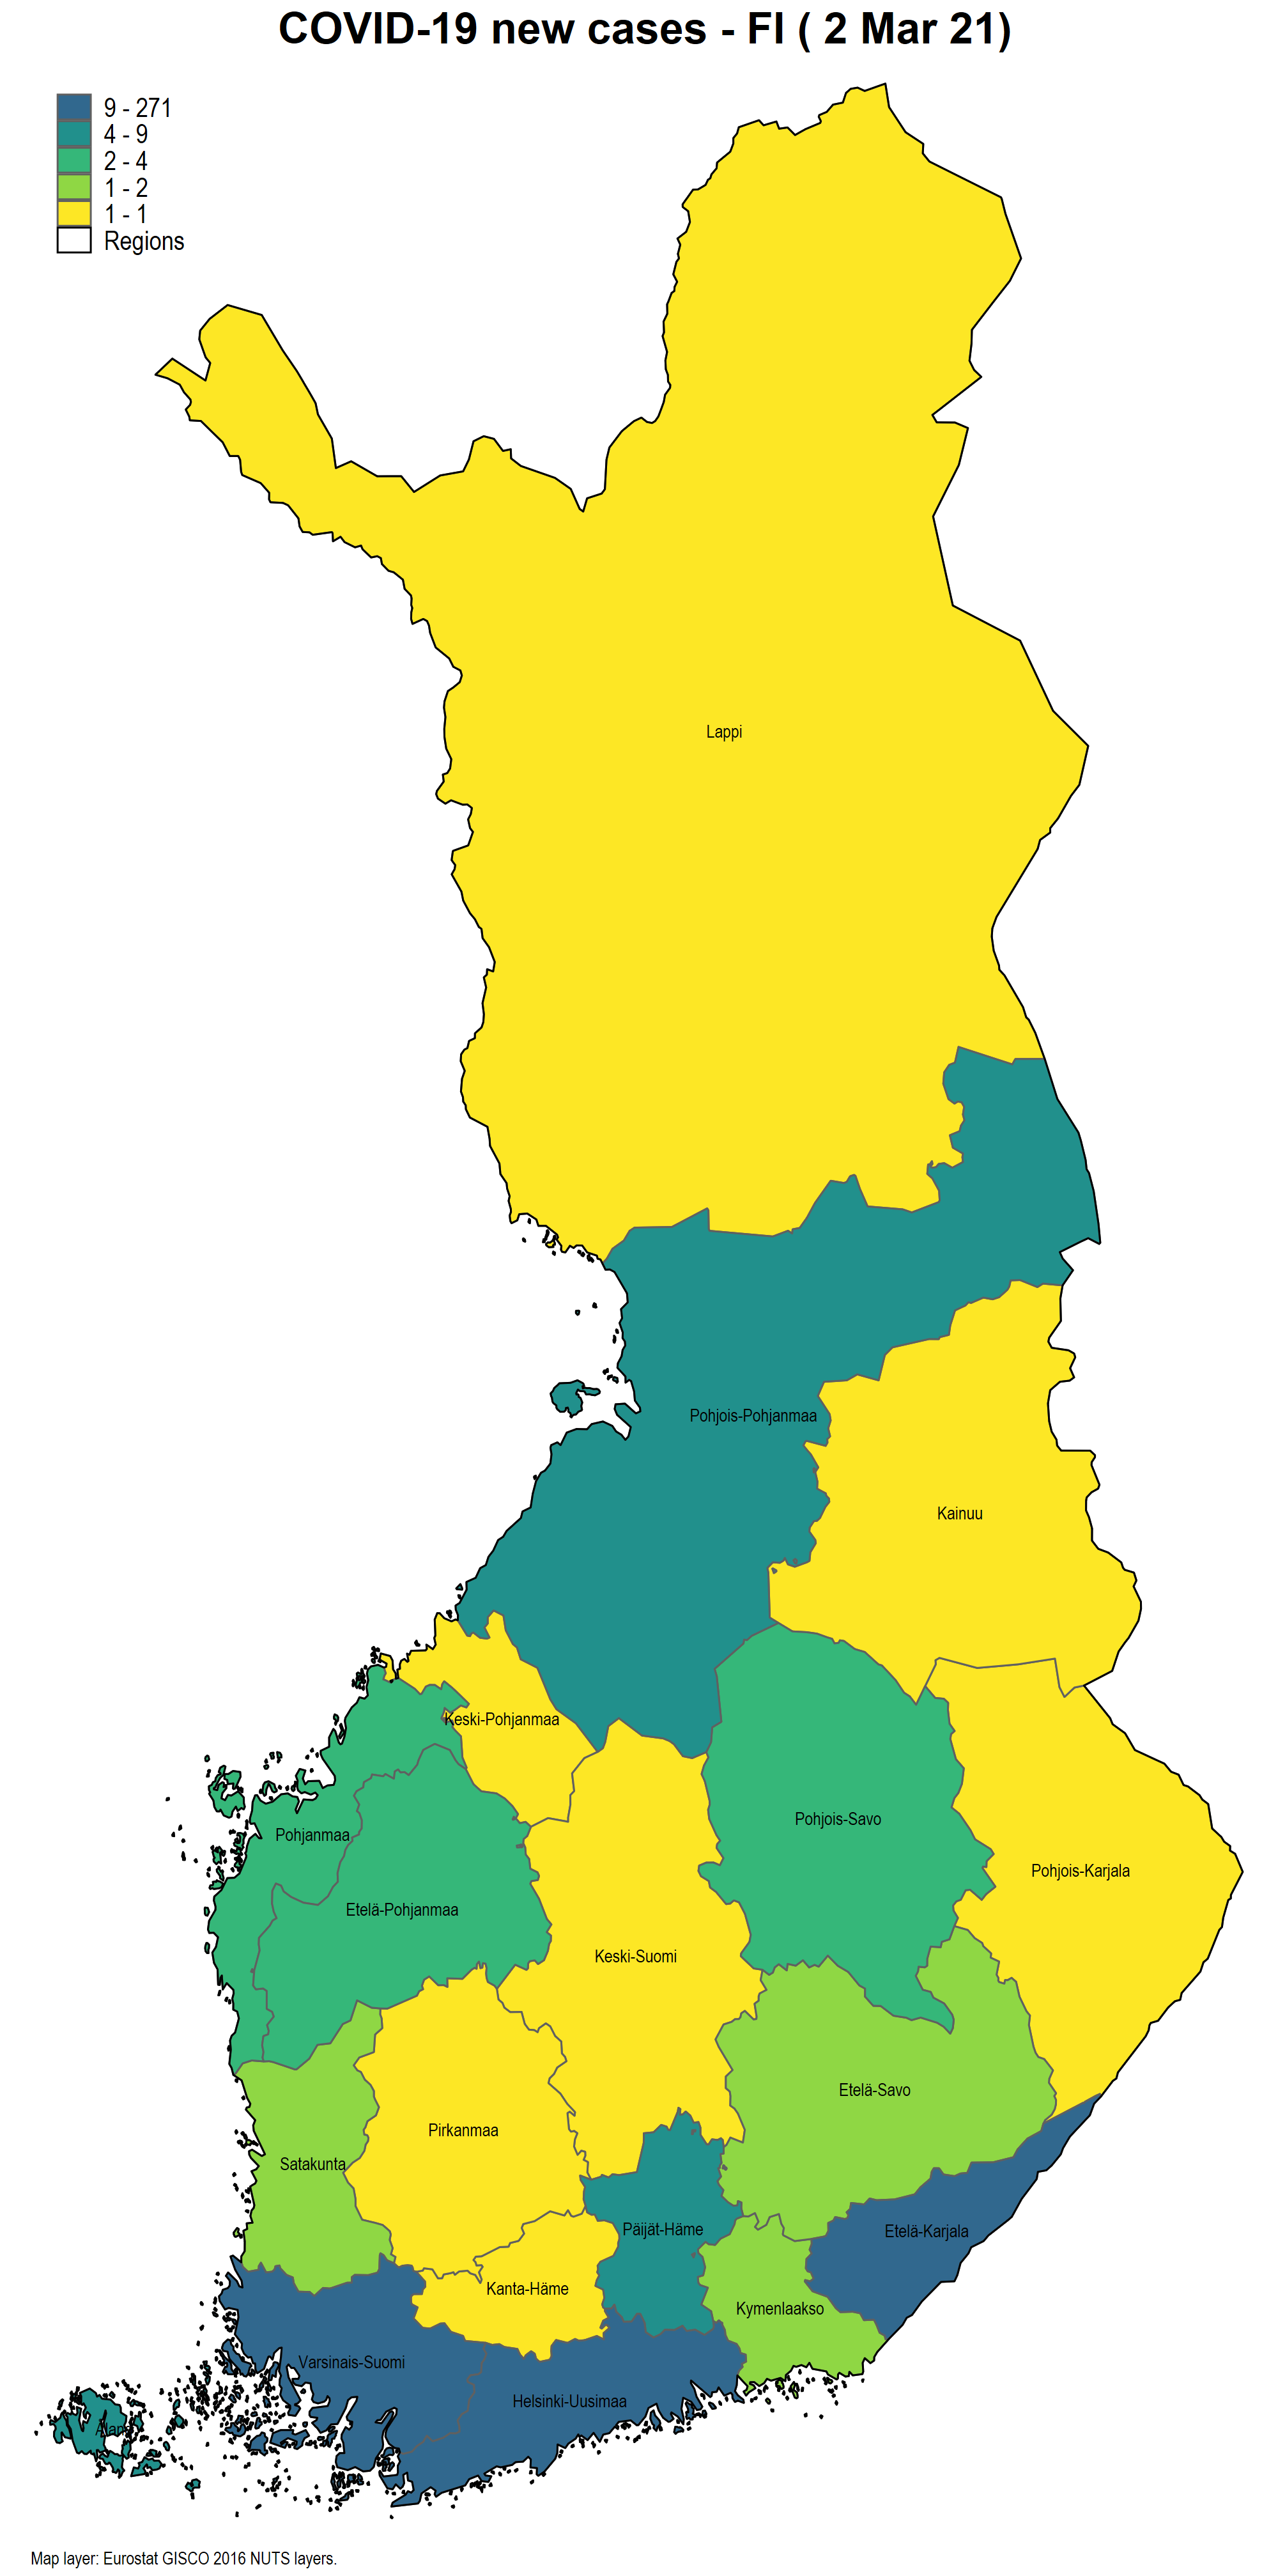 COVID-19 new cases - FI ( 2 Mar 21)
9 - 271
4 - 9
2 - 4
1 - 2
1 - 1
Regions
Lappi
Pohjois-Pohjanmaa
Kainuu
Keski-Pohjanmaa
Pohjois-Savo
Pohjanmaa
Pohjois-Karjala
Etelä-Pohjanmaa
Keski-Suomi
Etelä-Savo
Pirkanmaa
Satakunta
Päijät-Häme
Etelä-Karjala
Kanta-Häme
Kymenlaakso
Varsinais-Suomi
Helsinki-Uusimaa
Map layer: Eurostat GISCO 2016 NUTS layers.